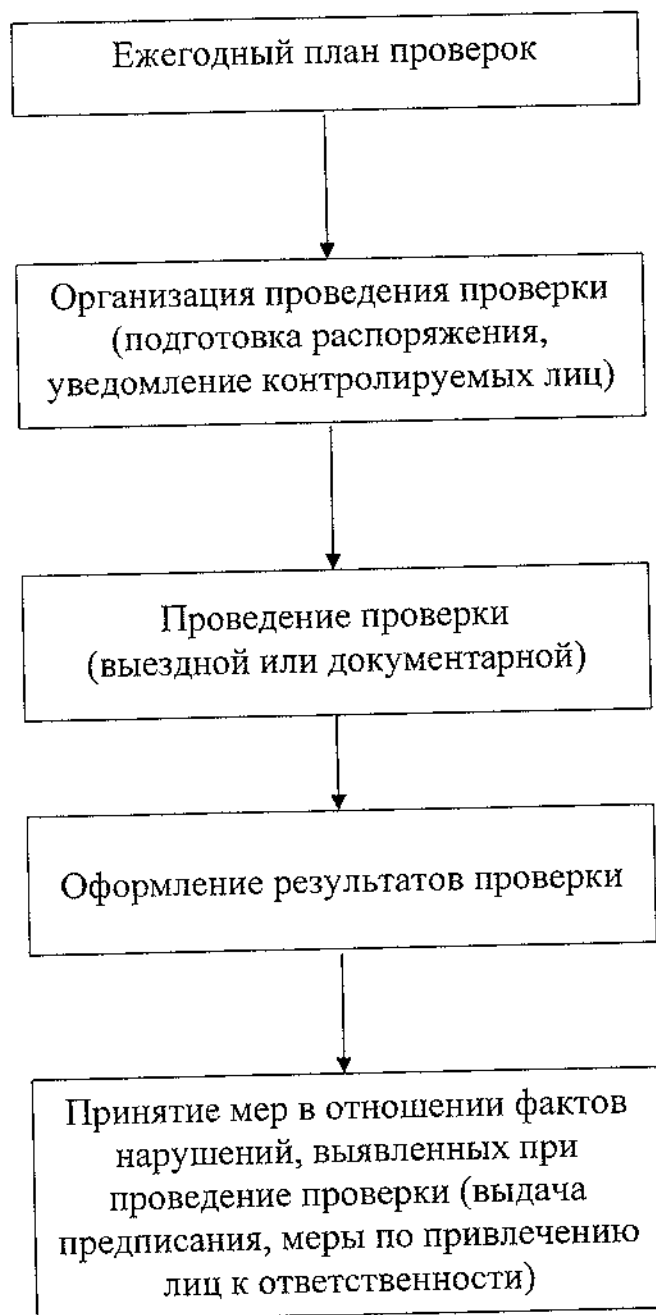 Ежегодный план проверок
Организация проведения проверки
(подготовка распоряжения,
уведомление контролируемых лиц)
Проведение проверки
(выездной или документарной)
Оформление результатов проверки
Принятие мер в отношении фактов
нарушений, выявленных при
проведение проверки (выдача
предписания, меры по привлечению
лиц к ответственности)